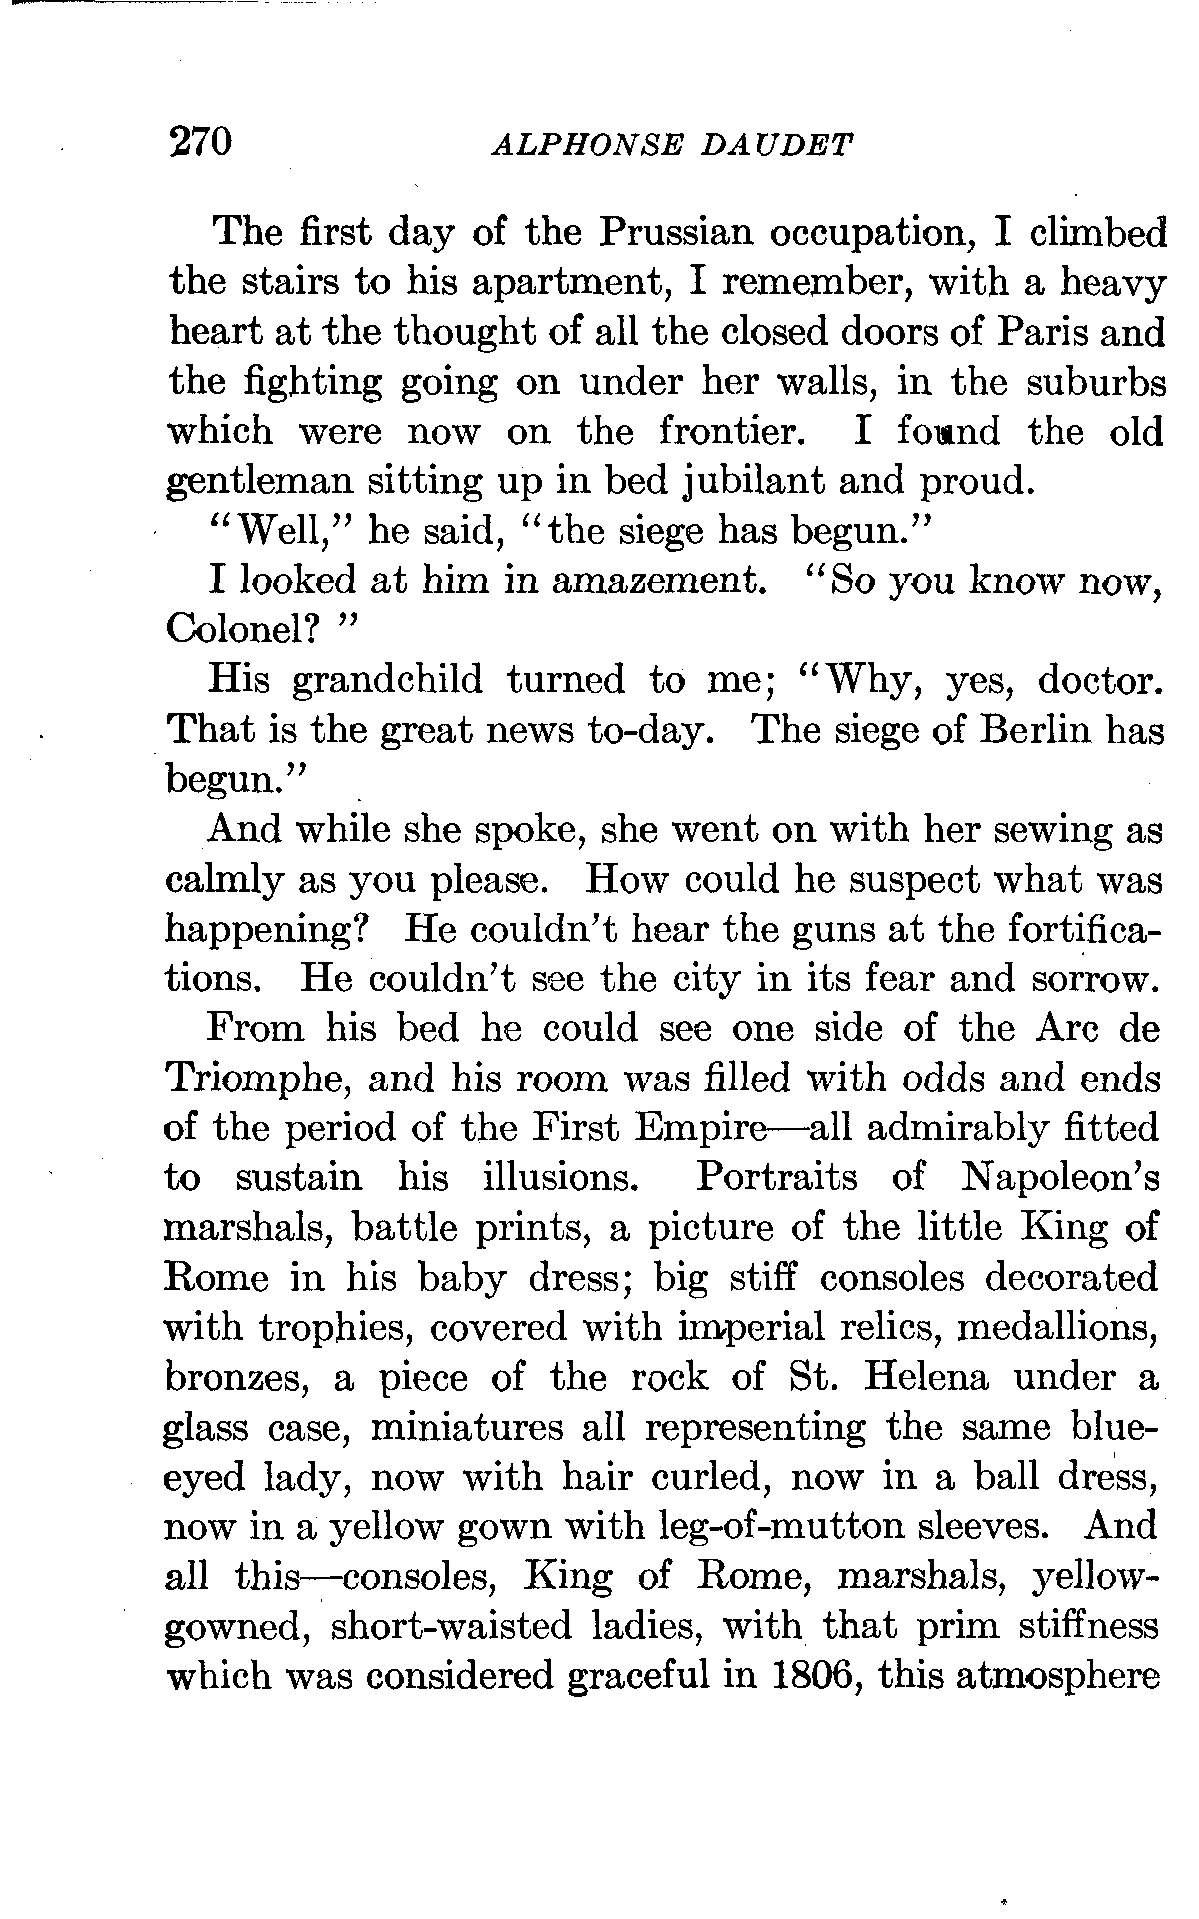 270 ALPHONSE DAUDET
The first day of the Prussian occupation, I climbed
the stairs to his apartment, I remember, with a heavy
heart at the thought of all the closed doors of Paris and
the fighting going on under her walls, in the suburbs
which were now on the frontier. I found the old
gentleman sitting up in bed jubilant and proud.
“Well,” he said, “the siege has begun.”
I looked at him in amazement. “So you know now,
Colonel? ”
His grandchild turned to me; “Why, yes, doctor.
That is the great news to-day. The siege of Berlin has
begun.”
And while she spoke, she went on with her sewing as
calmly as you please. How could he suspect what was
happening? He couldn’t hear the guns at the fortifica-
tions. He couldn’t see the city in its fear and sorrow.
From his bed he could see one side of the Arc de
Triomphe, and his room was filled with odds and ends
of the period of the First Empire—all admirably fitted
to sustain his illusions. Portraits of Napoleon’s
marshals, battle prints, a picture of the little King of
Rome in his baby dress; big stiff consoles decorated
with trophies, covered with imperial relics, medallions,
bronzes, a piece of the rock of St. Helena under a
glass case, miniatures all representing the same blue-
eyed lady, now with hair curled, now in a ball dress,
now in a yellow gown with leg-of-mutton sleeves. And
all this—consoles, King of Rome, marshals, yellow-
gowned, short-waisted ladies, with that prim stiffness
which was considered graceful in 1806, this atmosphere